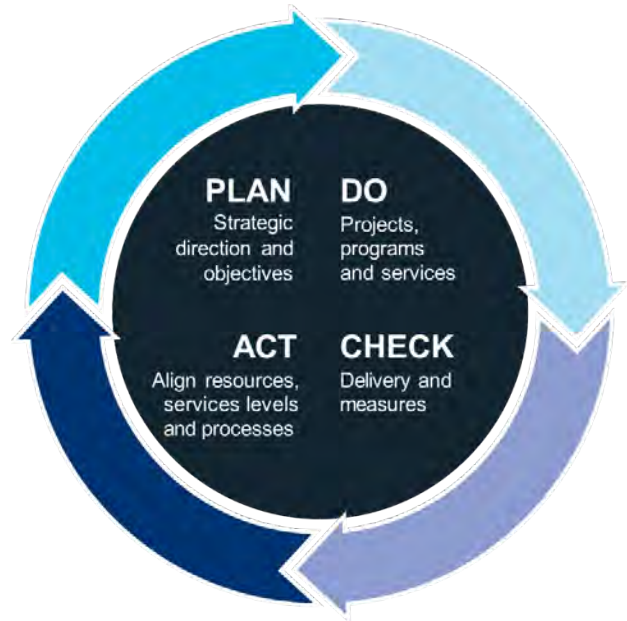 PLAN
Strategic
direction and
objectives
DO
Projects,
programs
and services
ACT
Align resources,
services levels
and processes
CHECK
Delivery and
measures